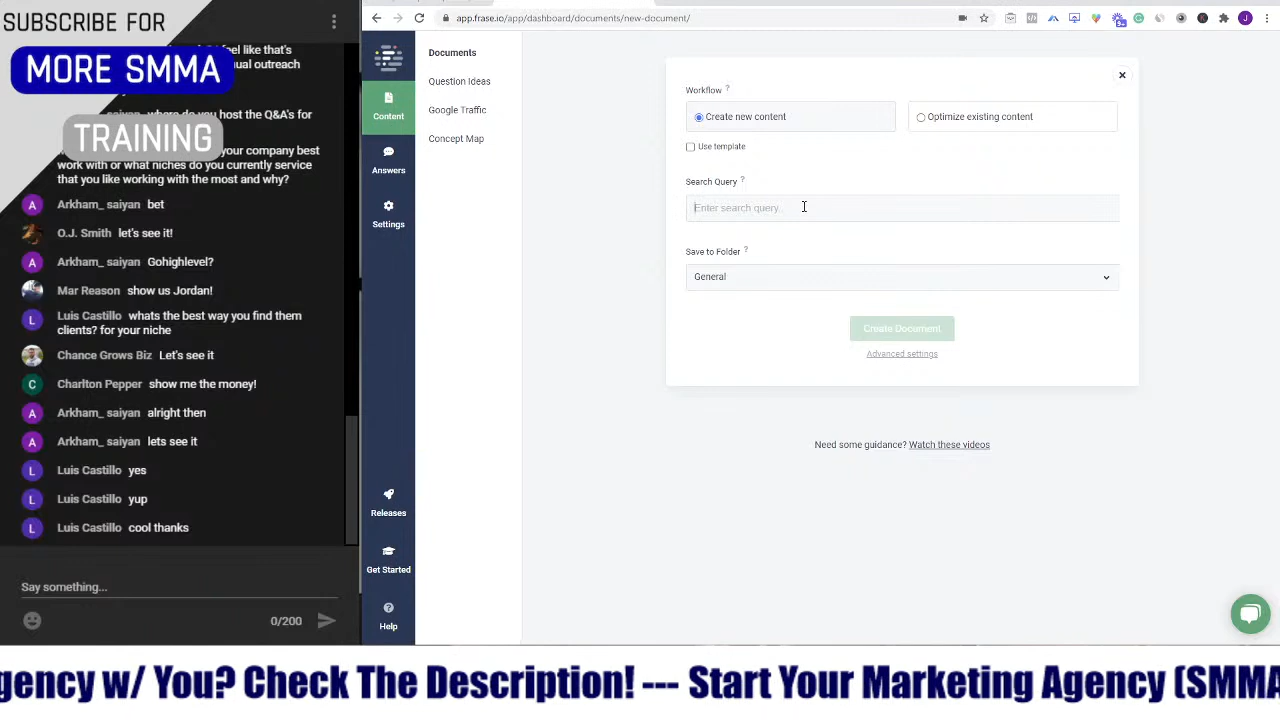 SUBSCRIBE FOR
MORE SMMA
TRAINING
feel like that's
ual outreach
saiyan where do you host the Q&A's for
your company best
work with or what niches do you currently service
that you like working with the most and why?
A Arkham_ saiyan bet
O.J. Smith let's see it!
A Arkham_ saiyan Gohighlevel?
Mar Reason show us Jordan!
L Luis Castillo whats the best way you find them
clients? for your niche
Chance Grows Biz Let's see it
C Charlton Pepper show me the money!
A Arkham_ saiyan alright then
A Arkham_ saiyan lets see it
L Luis Castillo yes
L Luis Castillo yup
L Luis Castillo cool thanks
Say something...
0/200
app.frase.io/app/dashboard/documents/new-document/
J
Content
Answers
Settings
Releases
Get Started
Help
Documents
Question Ideas
Google Traffic
Concept Map
Workflow ?
Create new content
Optimize existing content
Use template
Search Query ?
Enter search query.
Save to Folder ?
General
Create Document
Advanced settings
Need some guidance? Watch these videos
gency w/ You? Check The Description! --- Start Your Marketing Agency (SMMA